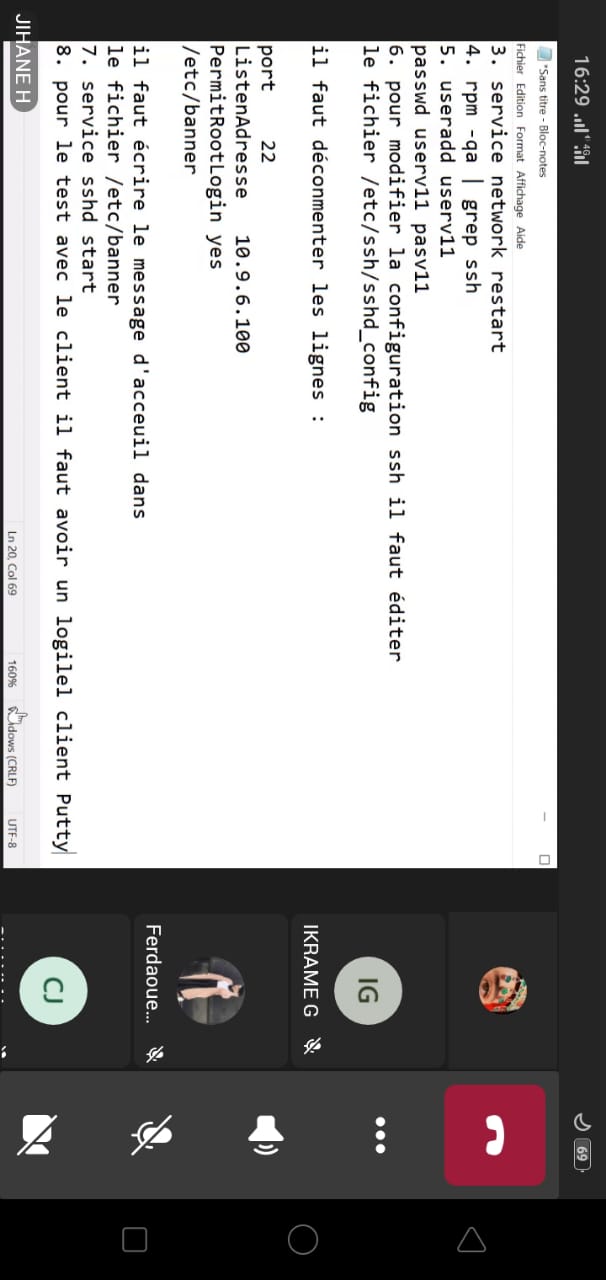 16:29
4G
69
*Sans titre - Bloc-notes
Fichier Edition Format Affichage Aide
3. service network restart
4. rpm -qa | grep ssh
5. useradd userv11
passwd userv11 pasv11
6. pour modifier la configuration ssh il faut éditer
le fichier /etc/ssh/sshd_config
il faut déconmenter les lignes :
port 22
ListenAdresse 10.9.6.100
PermitRootLogin yes
/etc/banner
il faut écrire le message d'acceuil dans
le fichier /etc/banner
7. service sshd start
8. pour le test avec le client il faut avoir un logilel client Putty
Ln 20, Col 69
160%
(CRLF)
UTF-8
JIHANE H
IG
IKRAME G
Ferdaoue...
CJ